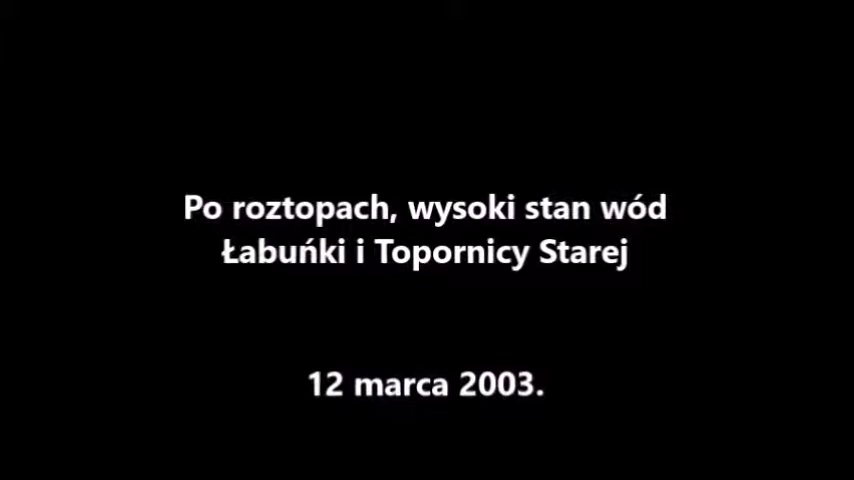 Po roztopach, wysoki stan wód
Łabuńki i Topornicy Starej
12 marca 2003.